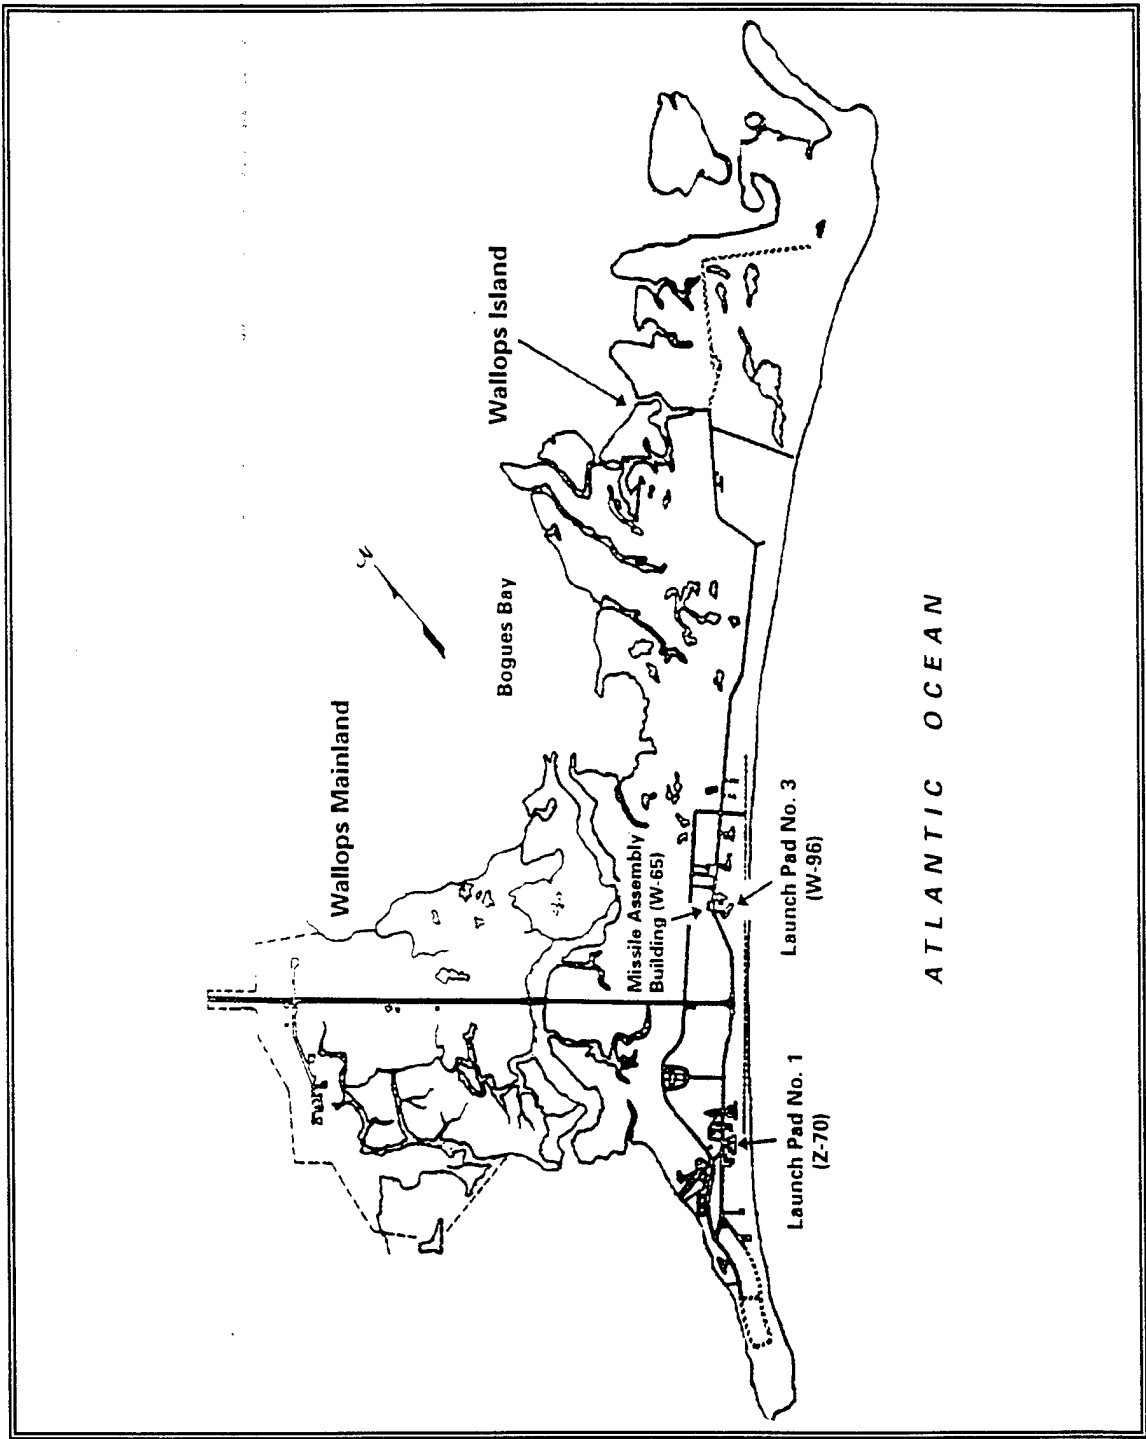 Wallops Island
N
Bogues Bay
Wallops Mainland
Missile Assembly
Building (W-65)
Launch Pad No. 3
(W-96)
Launch Pad No. 1
(Z-70)
ATLANTIC OCEAN